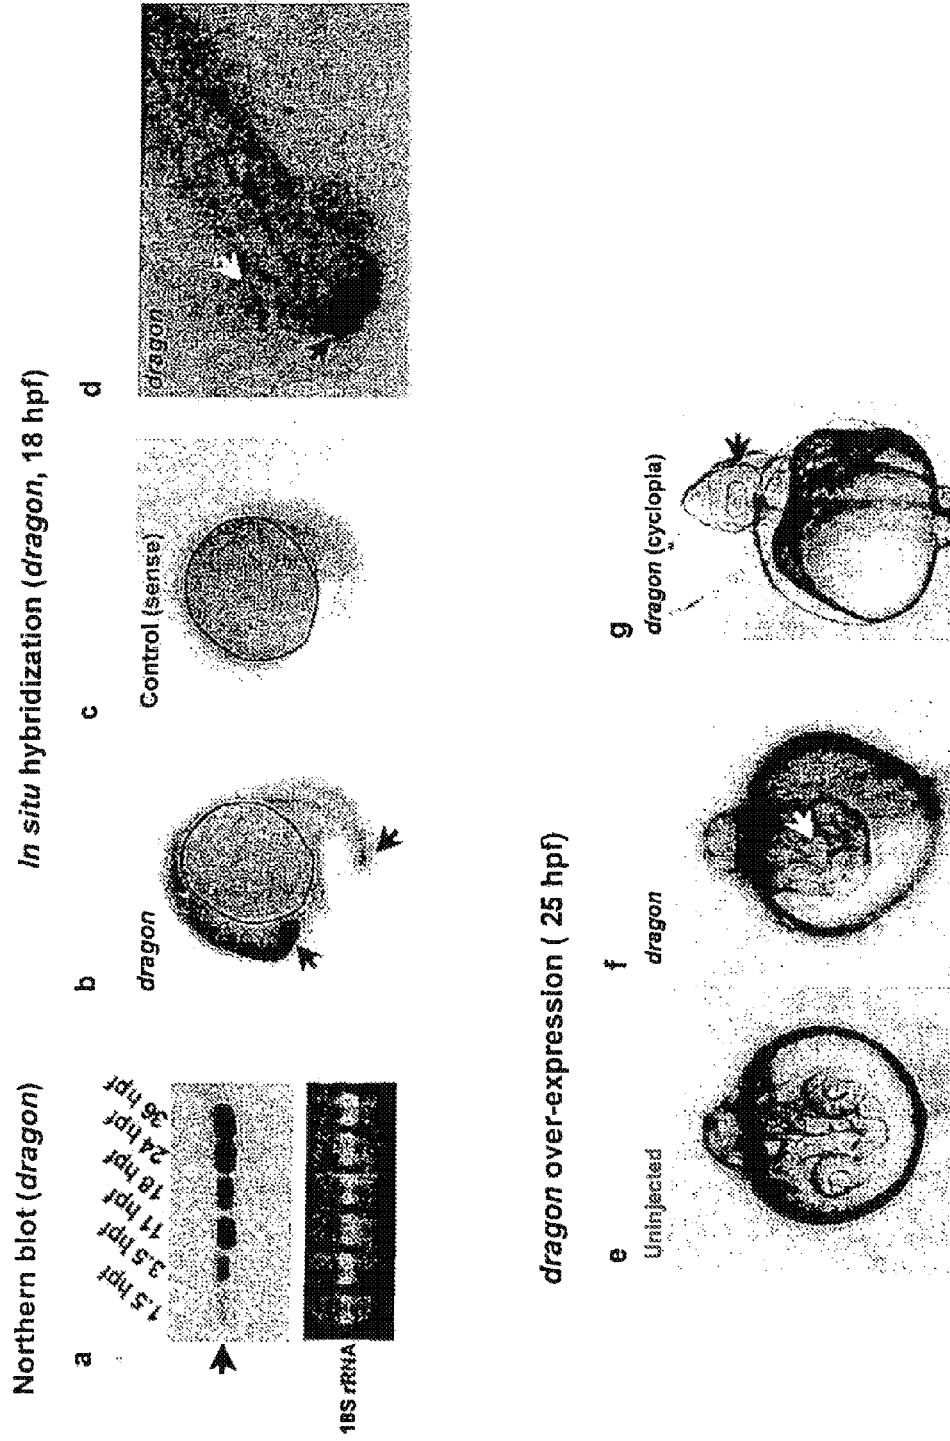 Northern blot (dragon)
In situ hybridization (dragon, 18 hpf)
a
1.5 hpf
3.5 hpf
11 hpf
18 hpf
24 hpf
36 hpf
18S rRNA
b
dragon
c
Control (sense)
d
dragon
dragon over-expression ( 25 hpf)
e
Uninjected
f
dragon
g
dragon (cyclopia)